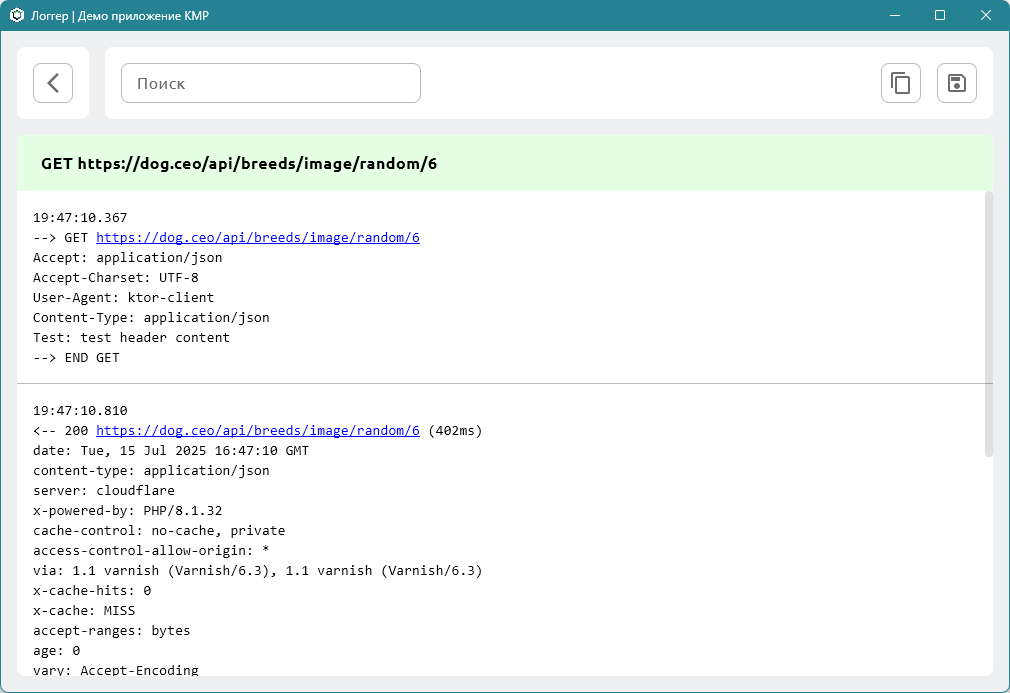 Логгер | Демо приложение KMP
Поиск
GET https://dog.ceo/api/breeds/image/random/6
19:47:10.367
--> GET https://dog.ceo/api/breeds/image/random/6
Accept: application/json
Accept-Charset: UTF-8
User-Agent: ktor-client
Content-Type: application/json
Test: test header content
--> END GET
19:47:10.810
<-- 200 https://dog.ceo/api/breeds/image/random/6 (402ms)
date: Tue, 15 Jul 2025 16:47:10 GMT
content-type: application/json
server: cloudflare
x-powered-by: PHP/8.1.32
cache-control: no-cache, private
access-control-allow-origin: *
via: 1.1 varnish (Varnish/6.3), 1.1 varnish (Varnish/6.3)
x-cache-hits: 0
x-cache: MISS
accept-ranges: bytes
age: 0
vary: Accept-Encoding